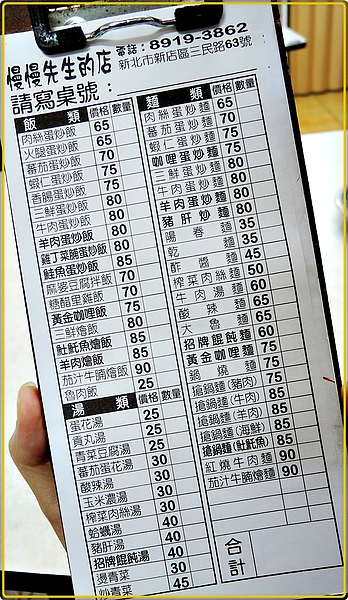 慢慢先生的店
電話：8919-3862
新北市新店區三民路63號
請寫桌號：
飯類 價格 數量
肉絲蛋炒飯 65
火腿蛋炒飯 65
蕃茄蛋炒飯 70
蝦仁蛋炒飯 75
香腸蛋炒飯 75
三鮮蛋炒飯 80
牛肉蛋炒飯 80
羊肉蛋炒飯 80
雞丁菜脯蛋炒飯 80
鮭魚蛋炒飯 85
麻婆豆腐拌飯 70
糖醋里雞飯 70
黃金咖哩飯 75
三鮮燴飯 80
魠魚燴飯 85
羊肉燴飯 85
茄汁牛腩燴飯 90
魯肉飯 25
湯類 價格 數量
蛋花湯 25
貢丸湯 25
青菜豆腐湯 25
蕃茄蛋花湯 30
酸辣湯 30
玉米濃湯 30
榨菜肉絲湯 30
蛤蠣湯 40
豬肝湯 40
招牌餛飩湯 40
燙青菜 30
炒青菜 45
麵類 價格 數量
肉絲蛋炒麵 65
蕃茄蛋炒麵 70
蝦仁蛋炒麵 75
咖哩蛋炒麵 75
三鮮蛋炒麵 80
牛肉蛋炒麵 80
羊肉蛋炒麵 80
豬肝炒麵 80
陽春麵 35
乾麵 35
酢醬麵 45
榨菜肉絲麵 50
牛肉湯麵 60
酸辣麵 65
大魯麵 65
招牌餛飩麵 60
黃金咖哩麵 75
鍋燒麵 75
搶鍋麵(豬肉) 75
搶鍋麵(牛肉) 85
搶鍋麵(羊肉) 85
搶鍋麵(海鮮) 85
搶鍋麵(魠魚) 85
紅燒牛肉麵 90
茄汁牛腩燴麵 90
合計